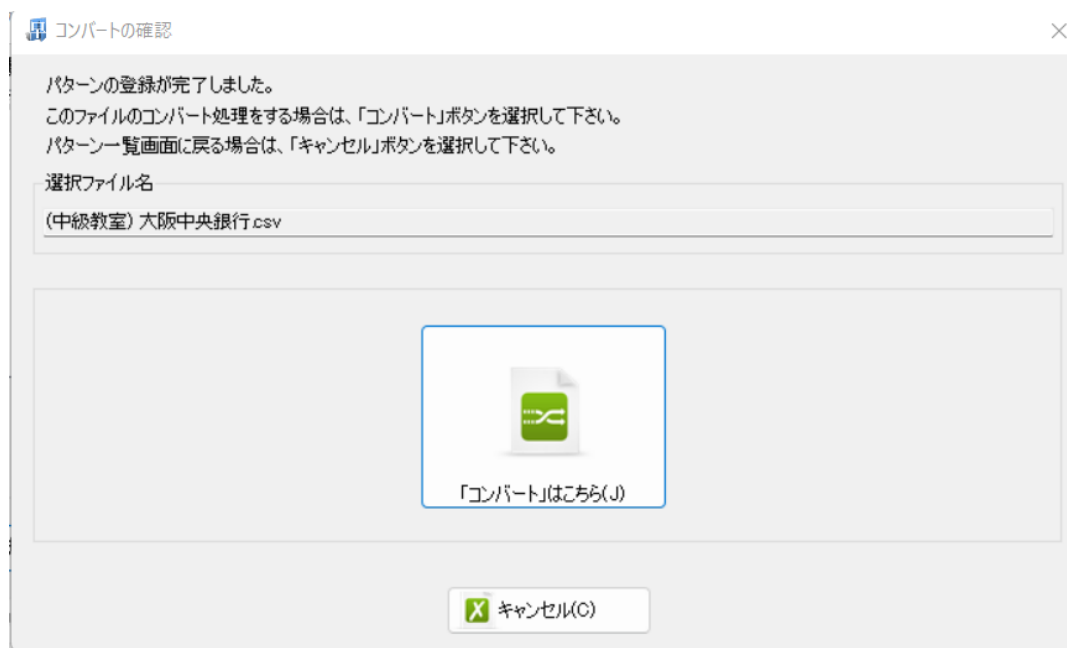 コンバートの確認
パターンの登録が完了しました。
このファイルのコンバート処理をする場合は、「コンバート」ボタンを選択して下さい。
パターン一覧画面に戻る場合は、「キャンセル」ボタンを選択して下さい。
選択ファイル名
(中級教室) 大阪中央銀行.csv
「コンバート」はこちら(J)
キャンセル(C)